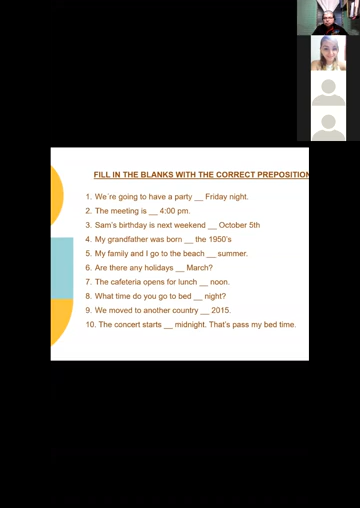 FILL IN THE BLANKS WITH THE CORRECT PREPOSITION
1. We´re going to have a party __ Friday night.
2. The meeting is __ 4:00 pm.
3. Sam's birthday is next weekend __ October 5th
4. My grandfather was born __ the 1950's
5. My family and I go to the beach __ summer.
6. Are there any holidays __ March?
7. The cafeteria opens for lunch __ noon.
8. What time do you go to bed __ night?
9. We moved to another country __ 2015.
10. The concert starts __ midnight. That's pass my bed time.